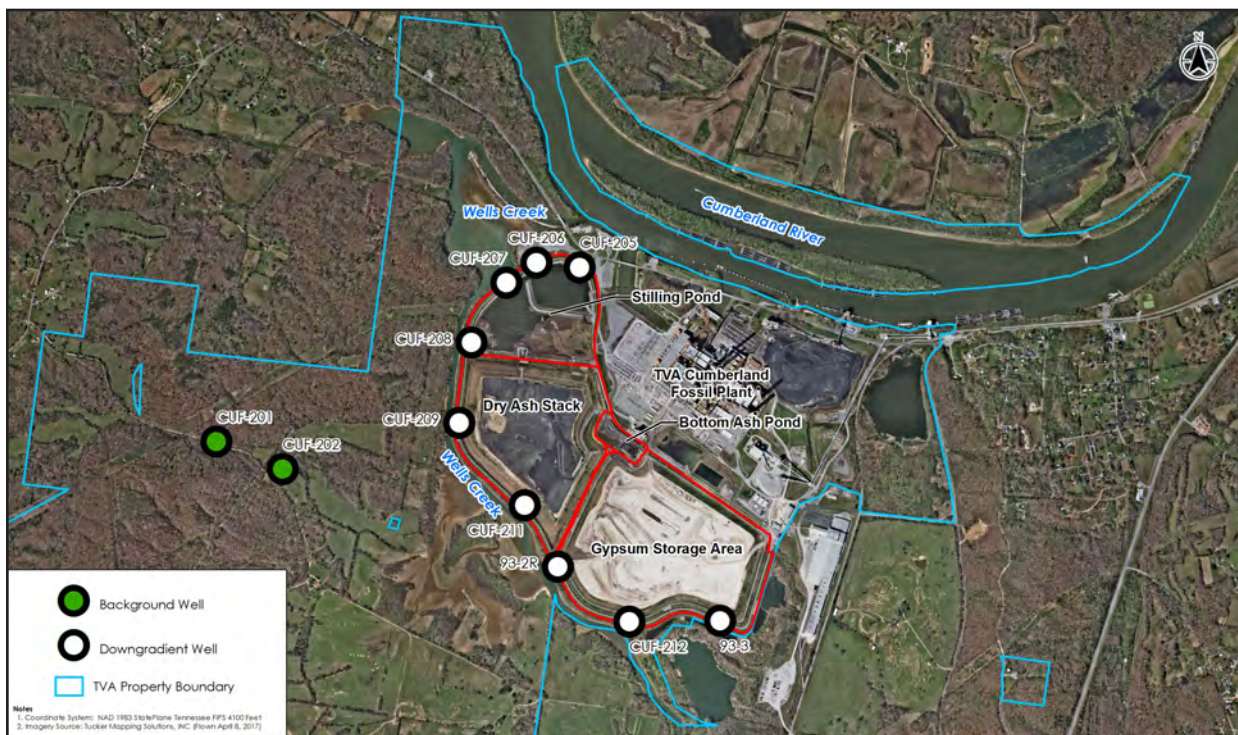 N
Cumberland River
Wells Creek
CUF-206
CUF-205
CUF-207
Stilling Pond
CUF-208
TVA Cumberland
Fossil Plant
Dry Ash Stack
CUF-209
Bottom Ash Pond
CUF-201
CUF-202
Wells Creek
CUF-211
Gypsum Storage Area
93-2R
CUF-212
93-3
Background Well
Downgradient Well
TVA Property Boundary
Notes
1. Coordinate System: NAD 1983 StatePlane Tennessee FIPS 4100 Feet
2. Imagery Source: Tucker Mapping Solutions, INC (Flown April 8, 2017)